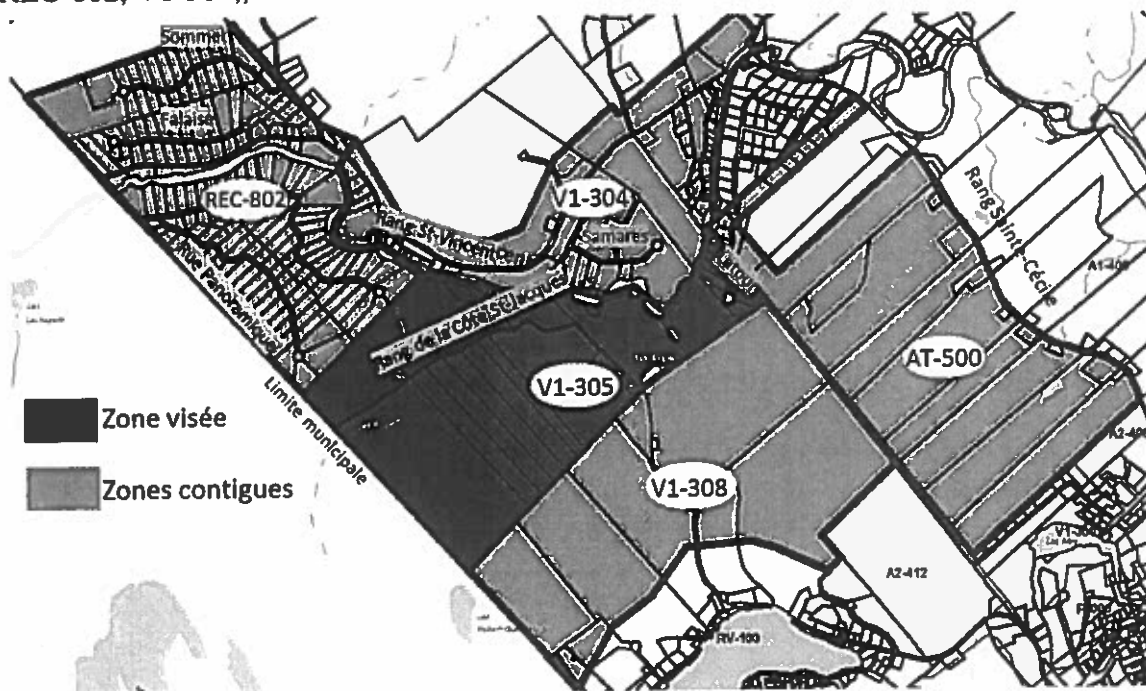 Sommet
Falaise
REC-802
Rang St-Vincent
V1-304
Samares
Rang Sainte-Cécile
Rue Panoramique
Rang de la Côte St-Jacques
V1-305
AT-500
Limite municipale
Zone visée
Zones contigues
V1-308
A2-412
RV-100